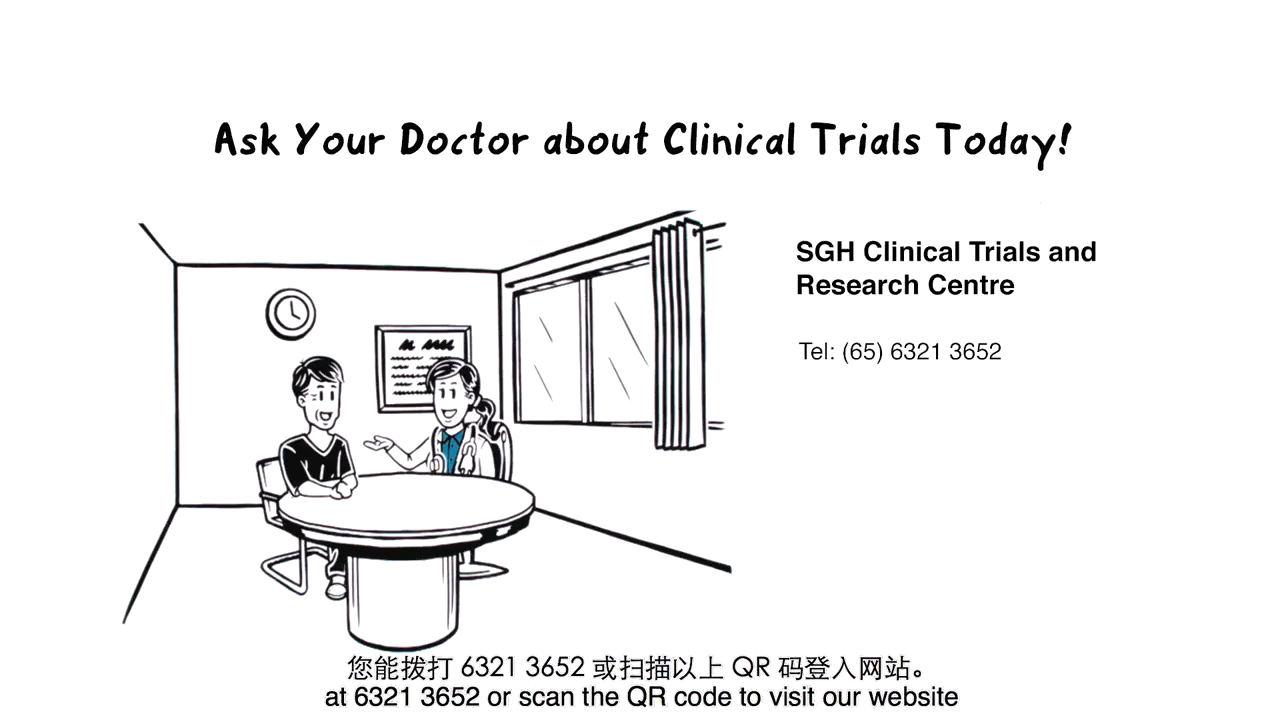 Ask Your Doctor about Clinical Trials Today!
SGH Clinical Trials and
Research Centre
Tel: (65) 6321 3652
您能拨打 6321 3652 或扫描以上 QR 码登入网站。
at 6321 3652 or scan the QR code to visit our website